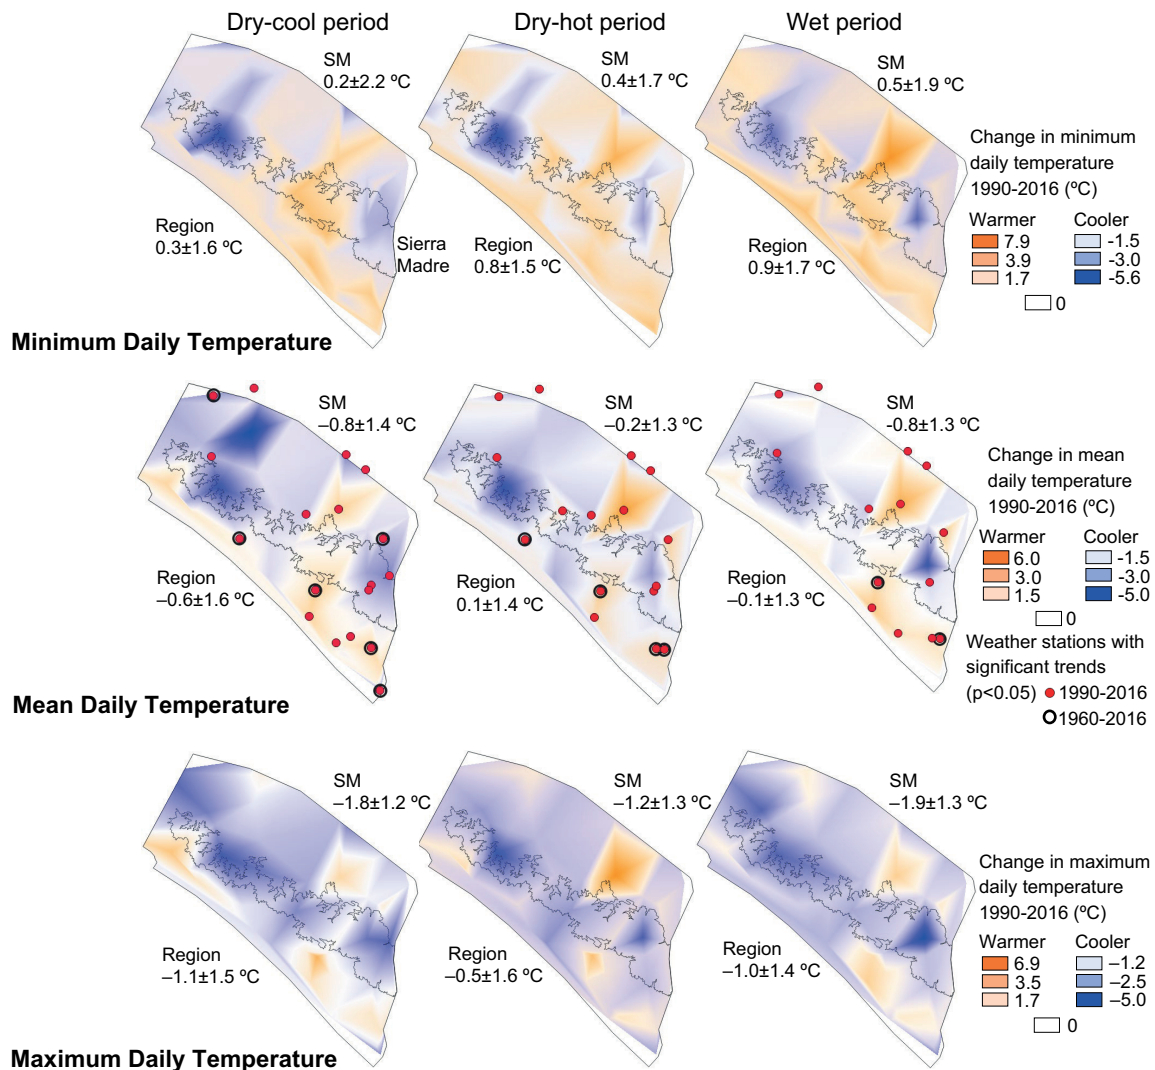 Dry-cool period
Dry-hot period
Wet period
SM
0.2±2.2 ºC
SM
0.4±1.7 ºC
SM
0.5±1.9 ºC
Region
0.3±1.6 ºC
Sierra
Madre
Region
0.8±1.5 ºC
Region
0.9±1.7 ºC
Change in minimum
daily temperature
1990-2016 (ºC)
Warmer Cooler
7.9 -1.5
3.9 -3.0
1.7 -5.6
0
Minimum Daily Temperature
SM
–0.8±1.4 ºC
SM
–0.2±1.3 ºC
SM
–0.8±1.3 ºC
Region
–0.6±1.6 ºC
Region
0.1±1.4 ºC
Region
–0.1±1.3 ºC
Change in mean
daily temperature
1990-2016 (ºC)
Warmer Cooler
6.0 -1.5
3.0 -3.0
1.5 -5.0
0
Weather stations with
significant trends
(p<0.05) 1990-2016
1960-2016
Mean Daily Temperature
SM
–1.8±1.2 ºC
SM
–1.2±1.3 ºC
SM
–1.9±1.3 ºC
Region
–1.1±1.5 ºC
Region
–0.5±1.6 ºC
Region
–1.0±1.4 ºC
Change in maximum
daily temperature
1990-2016 (ºC)
Warmer Cooler
6.9 –1.2
3.5 –2.5
1.7 –5.0
0
Maximum Daily Temperature